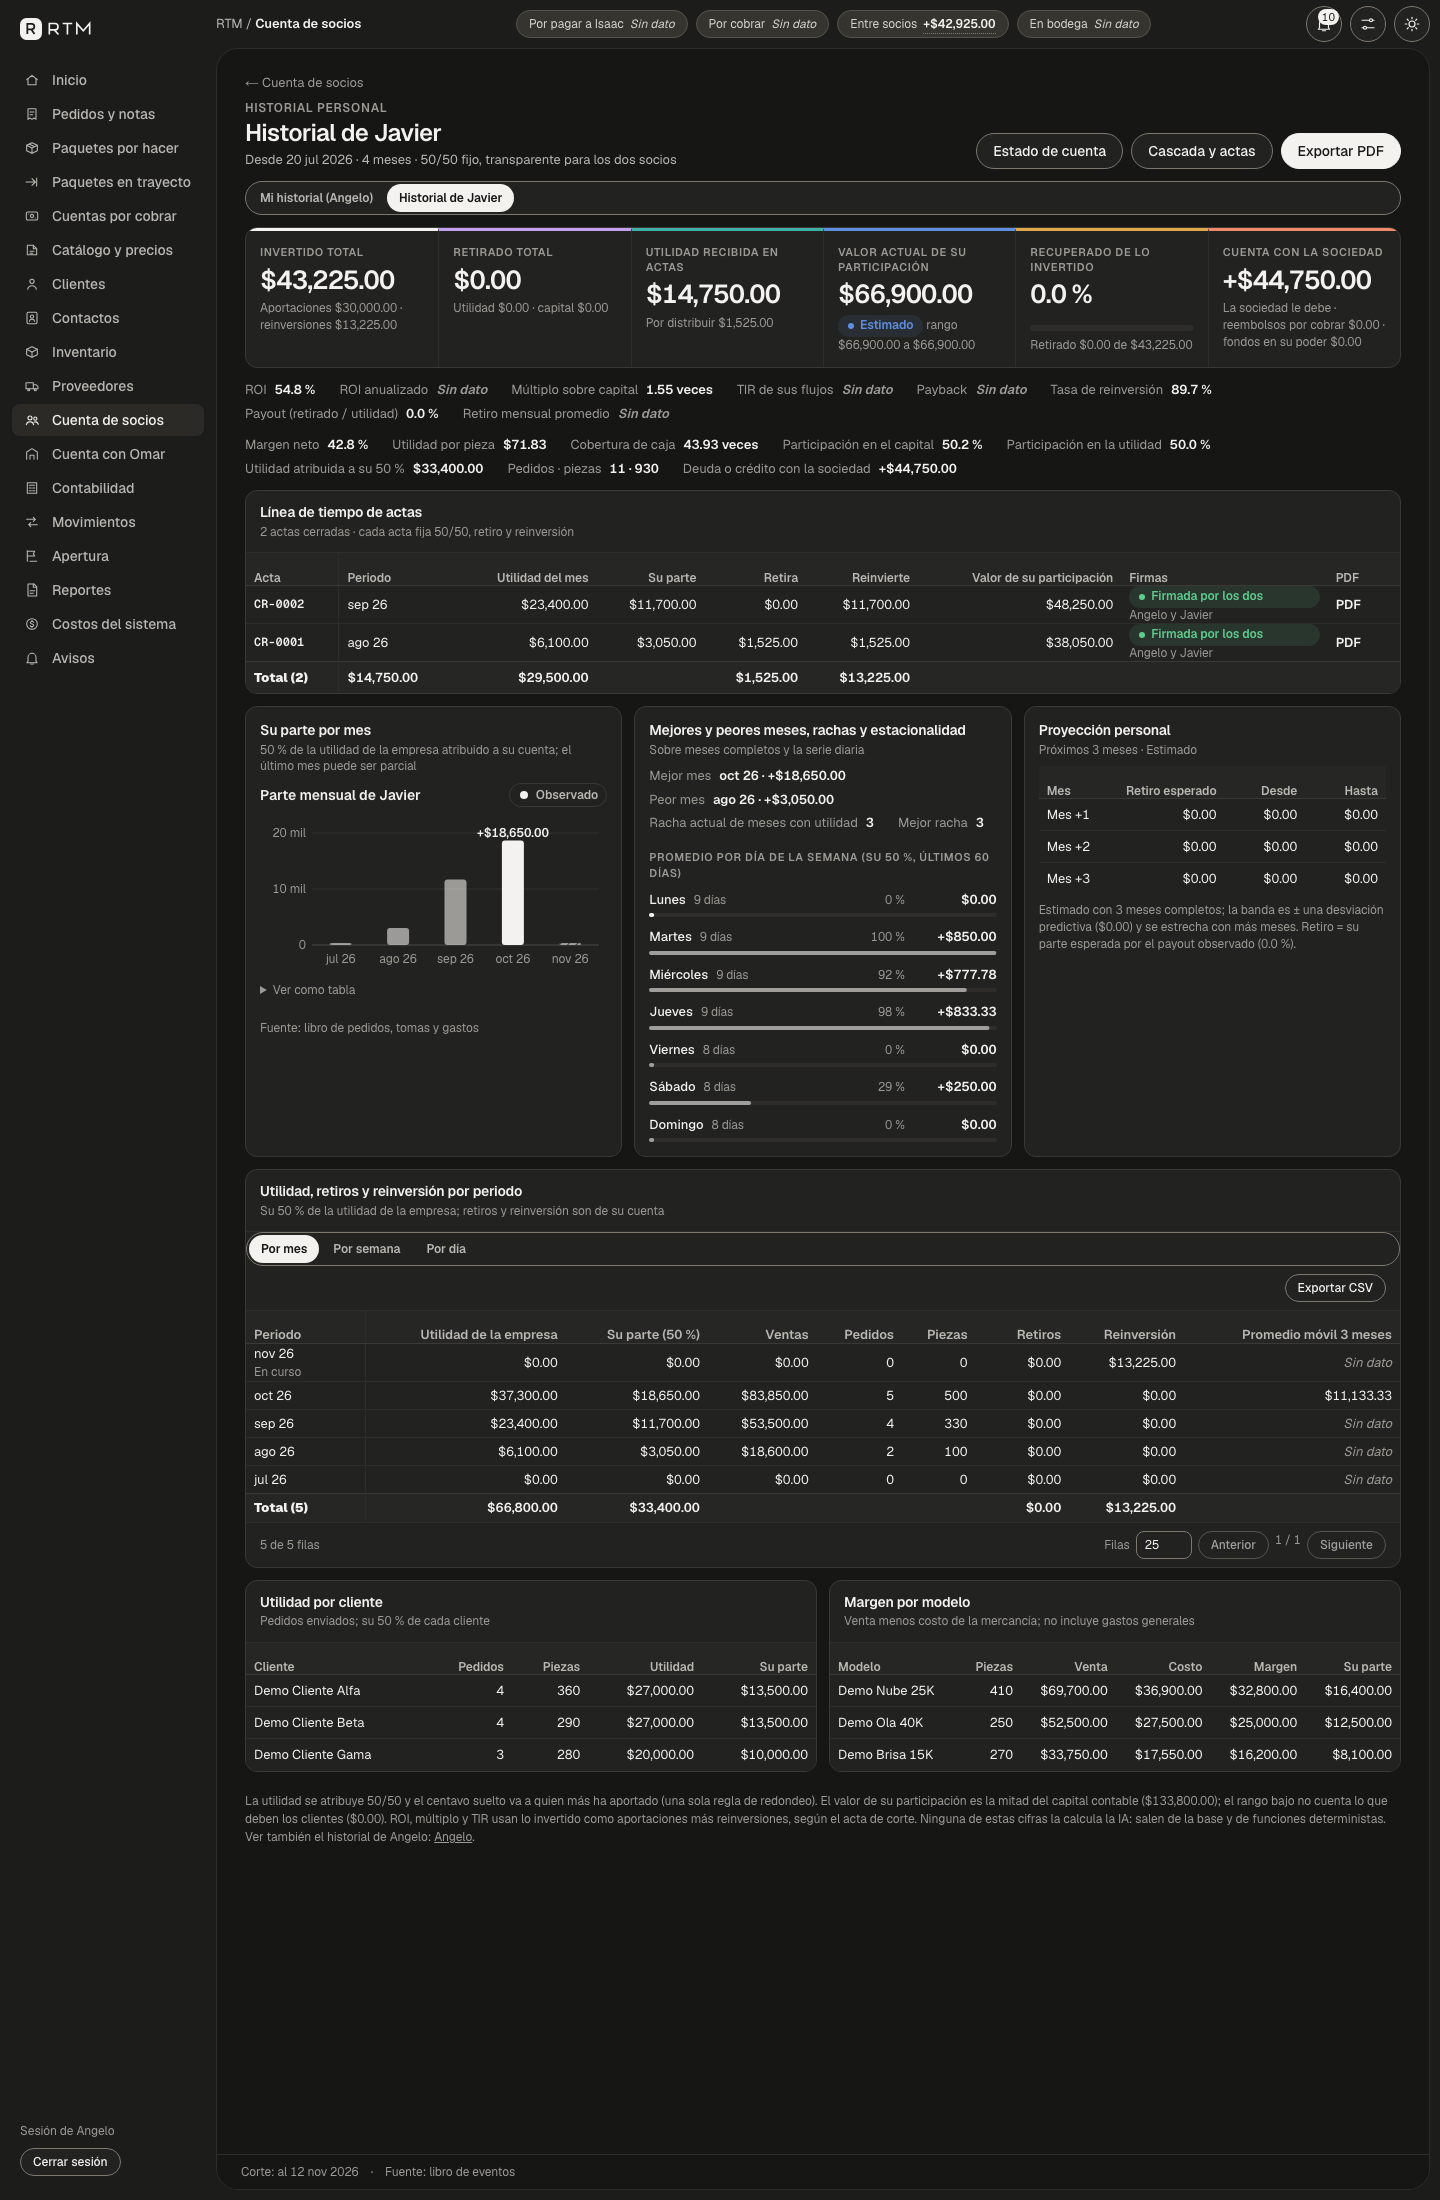 R RTM
RTM / Cuenta de socios
Por pagar a Isaac Sin dato
Por cobrar Sin dato
Entre socios +$42,925.00
En bodega Sin dato
10
Inicio
Pedidos y notas
Paquetes por hacer
Paquetes en trayecto
Cuentas por cobrar
Catálogo y precios
Clientes
Contactos
Inventario
Proveedores
Cuenta de socios
Cuenta con Omar
Contabilidad
Movimientos
Apertura
Reportes
Costos del sistema
Avisos
Sesión de Angelo
Cerrar sesión
← Cuenta de socios
HISTORIAL PERSONAL
Historial de Javier
Desde 20 jul 2026 · 4 meses · 50/50 fijo, transparente para los dos socios
Estado de cuenta
Cascada y actas
Exportar PDF
Mi historial (Angelo)
Historial de Javier
INVERTIDO TOTAL
$43,225.00
Aportaciones $30,000.00 ·
reinversiones $13,225.00
RETIRADO TOTAL
$0.00
Utilidad $0.00 · capital $0.00
UTILIDAD RECIBIDA EN
ACTAS
$14,750.00
Por distribuir $1,525.00
VALOR ACTUAL DE SU
PARTICIPACIÓN
$66,900.00
Estimado rango
$66,900.00 a $66,900.00
RECUPERADO DE LO
INVERTIDO
0.0 %
Retirado $0.00 de $43,225.00
CUENTA CON LA SOCIEDAD
+$44,750.00
La sociedad le debe ·
reembolsos por cobrar $0.00 ·
fondos en su poder $0.00
ROI 54.8 % ROI anualizado Sin dato Múltiplo sobre capital 1.55 veces TIR de sus flujos Sin dato Payback Sin dato Tasa de reinversión 89.7 %
Payout (retirado / utilidad) 0.0 % Retiro mensual promedio Sin dato
Margen neto 42.8 % Utilidad por pieza $71.83 Cobertura de caja 43.93 veces Participación en el capital 50.2 % Participación en la utilidad 50.0 %
Utilidad atribuida a su 50 % $33,400.00 Pedidos · piezas 11 · 930 Deuda o crédito con la sociedad +$44,750.00
Línea de tiempo de actas
2 actas cerradas · cada acta fija 50/50, retiro y reinversión
Acta Periodo Utilidad del mes Su parte Retira Reinvierte Valor de su participación Firmas PDF
CR-0002 sep 26 $23,400.00 $11,700.00 $0.00 $11,700.00 $48,250.00 Firmada por los dos PDF
Angelo y Javier
CR-0001 ago 26 $6,100.00 $3,050.00 $1,525.00 $1,525.00 $38,050.00 Firmada por los dos PDF
Angelo y Javier
Total (2) $14,750.00 $29,500.00 $1,525.00 $13,225.00
Su parte por mes
50 % de la utilidad de la empresa atribuido a su cuenta; el
último mes puede ser parcial
Parte mensual de Javier
Observado
+$18,650.00
20 mil
10 mil
0
jul 26 ago 26 sep 26 oct 26 nov 26
Ver como tabla
Fuente: libro de pedidos, tomas y gastos
Mejores y peores meses, rachas y estacionalidad
Sobre meses completos y la serie diaria
Mejor mes oct 26 · +$18,650.00
Peor mes ago 26 · +$3,050.00
Racha actual de meses con utilidad 3 Mejor racha 3
PROMEDIO POR DÍA DE LA SEMANA (SU 50 %, ÚLTIMOS 60
DÍAS)
Lunes 9 días 0 % $0.00
Martes 9 días 100 % +$850.00
Miércoles 9 días 92 % +$777.78
Jueves 9 días 98 % +$833.33
Viernes 8 días 0 % $0.00
Sábado 8 días 29 % +$250.00
Domingo 8 días 0 % $0.00
Proyección personal
Próximos 3 meses · Estimado
Mes Retiro esperado Desde Hasta
Mes +1 $0.00 $0.00 $0.00
Mes +2 $0.00 $0.00 $0.00
Mes +3 $0.00 $0.00 $0.00
Estimado con 3 meses completos; la banda es ± una desviación
predictiva ($0.00) y se estrecha con más meses. Retiro = su
parte esperada por el payout observado (0.0 %).
Utilidad, retiros y reinversión por periodo
Su 50 % de la utilidad de la empresa; retiros y reinversión son de su cuenta
Por mes Por semana Por día
Exportar CSV
Periodo Utilidad de la empresa Su parte (50 %) Ventas Pedidos Piezas Retiros Reinversión Promedio móvil 3 meses
nov 26 $0.00 $0.00 $0.00 0 0 $0.00 $13,225.00 Sin dato
En curso
oct 26 $37,300.00 $18,650.00 $83,850.00 5 500 $0.00 $0.00 $11,133.33
sep 26 $23,400.00 $11,700.00 $53,500.00 4 330 $0.00 $0.00 Sin dato
ago 26 $6,100.00 $3,050.00 $18,600.00 2 100 $0.00 $0.00 Sin dato
jul 26 $0.00 $0.00 $0.00 0 0 $0.00 $0.00 Sin dato
Total (5) $66,800.00 $33,400.00 $0.00 $13,225.00
5 de 5 filas
Filas 25 Anterior 1 / 1 Siguiente
Utilidad por cliente
Pedidos enviados; su 50 % de cada cliente
Cliente Pedidos Piezas Utilidad Su parte
Demo Cliente Alfa 4 360 $27,000.00 $13,500.00
Demo Cliente Beta 4 290 $27,000.00 $13,500.00
Demo Cliente Gama 3 280 $20,000.00 $10,000.00
Margen por modelo
Venta menos costo de la mercancía; no incluye gastos generales
Modelo Piezas Venta Costo Margen Su parte
Demo Nube 25K 410 $69,700.00 $36,900.00 $32,800.00 $16,400.00
Demo Ola 40K 250 $52,500.00 $27,500.00 $25,000.00 $12,500.00
Demo Brisa 15K 270 $33,750.00 $17,550.00 $16,200.00 $8,100.00
La utilidad se atribuye 50/50 y el centavo suelto va a quien más ha aportado (una sola regla de redondeo). El valor de su participación es la mitad del capital contable ($133,800.00); el rango bajo no cuenta lo que
deben los clientes ($0.00). ROI, múltiplo y TIR usan lo invertido como aportaciones más reinversiones, según el acta de corte. Ninguna de estas cifras la calcula la IA: salen de la base y de funciones deterministas.
Ver también el historial de Angelo: Angelo.
Corte: al 12 nov 2026 · Fuente: libro de eventos